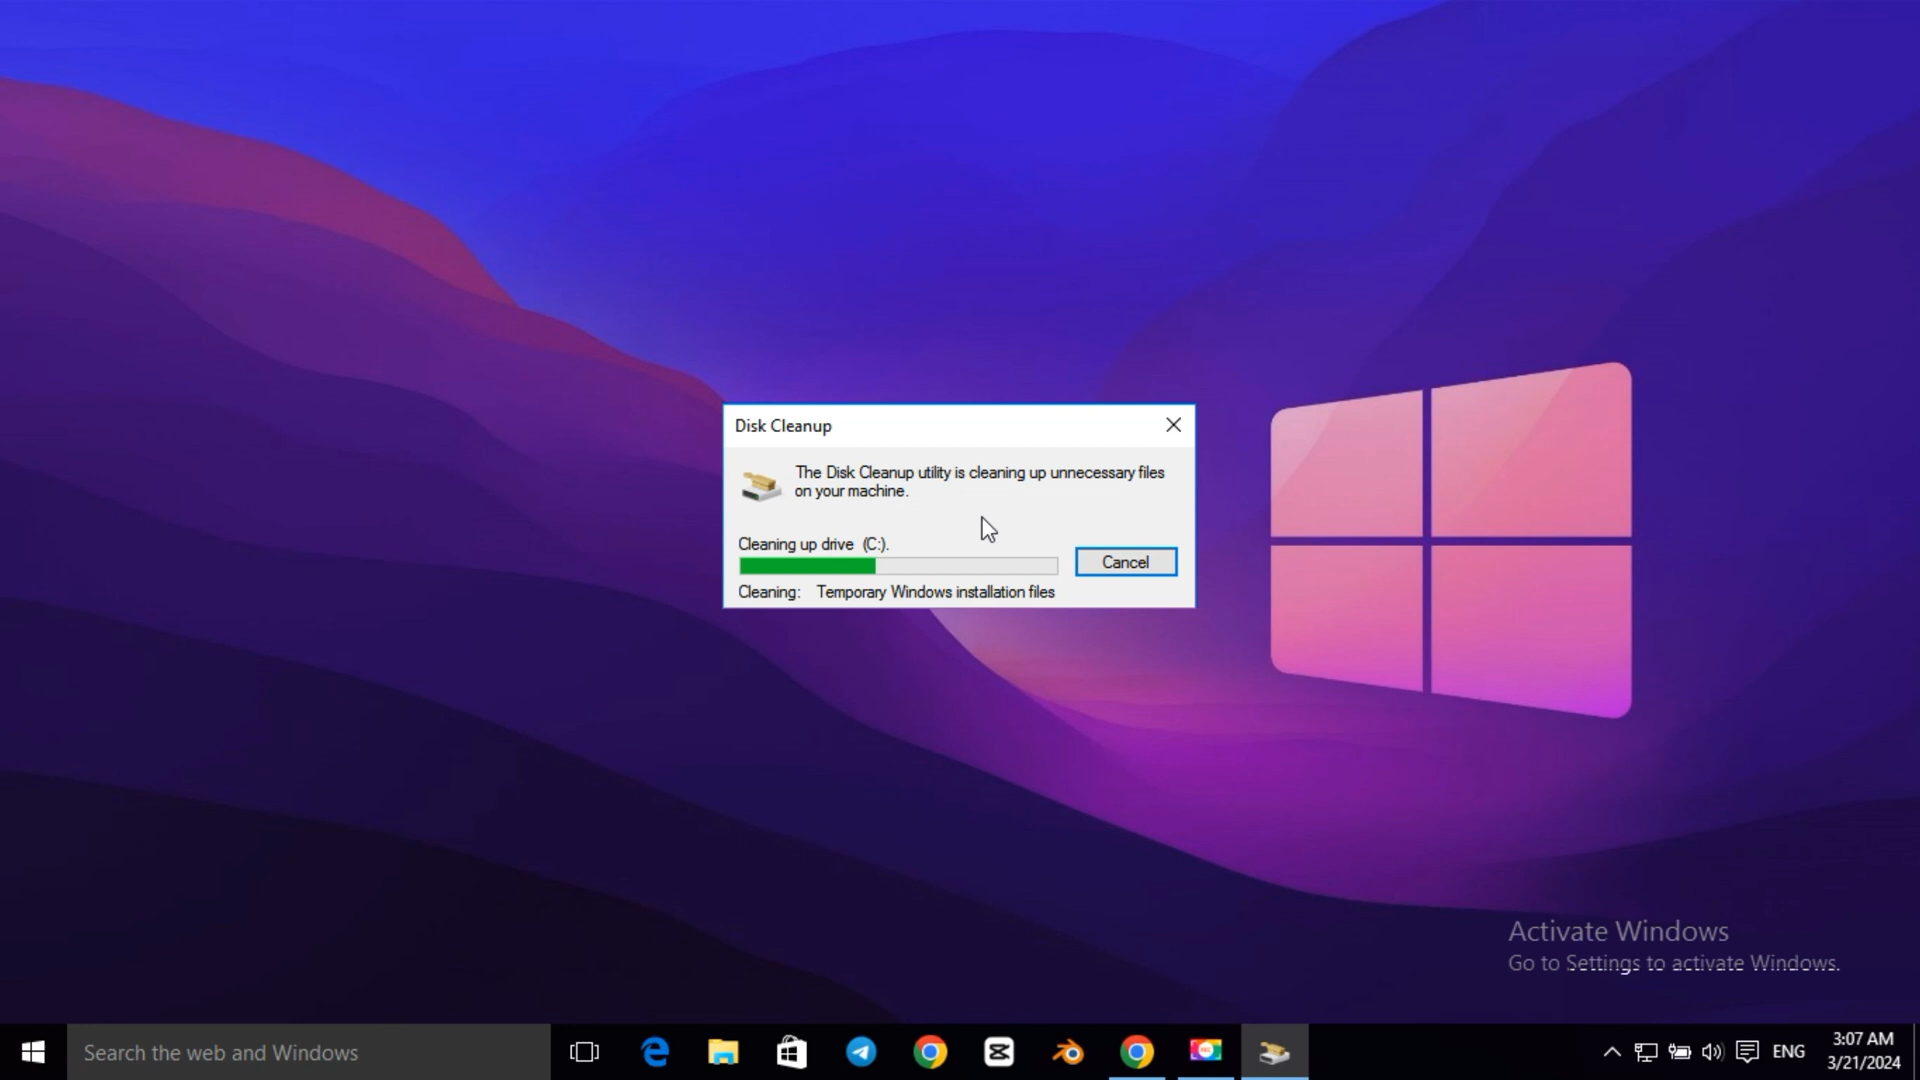 Disk Cleanup
The Disk Cleanup utility is cleaning up unnecessary files
on your machine.
Cleaning up drive (C:).
Cancel
Cleaning: Temporary Windows installation files
Activate Windows
Go to Settings to activate Windows.
Search the web and Windows
ENG
3:07 AM
3/21/2024